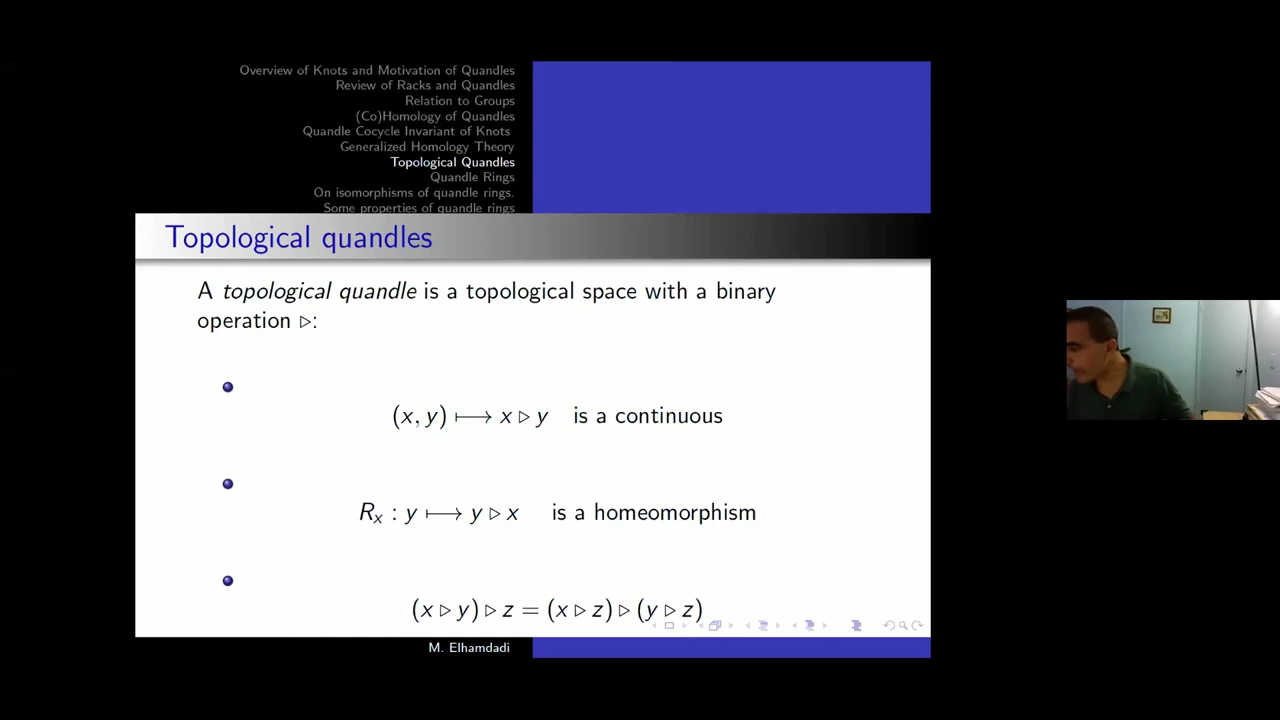 Overview of Knots and Motivation of Quandles
Review of Racks and Quandles
Relation to Groups
(Co)Homology of Quandles
Quandle Cocycle Invariant of Knots
Generalized Homology Theory
Topological Quandles
Quandle Rings
On isomorphisms of quandle rings.
Some properties of quandle rings
Topological quandles
A topological quandle is a topological space with a binary
operation ▷:
(x, y) ⟼ x ▷ y is a continuous
Rₓ : y ⟼ y ▷ x is a homeomorphism
(x ▷ y) ▷ z = (x ▷ z) ▷ (y ▷ z)
M. Elhamdadi